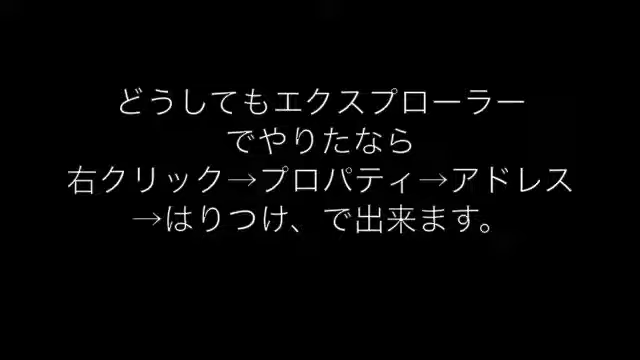 どうしてもエクスプローラー
でやりたなら
右クリック→プロパティ→アドレス
→はりつけ、で出来ます。